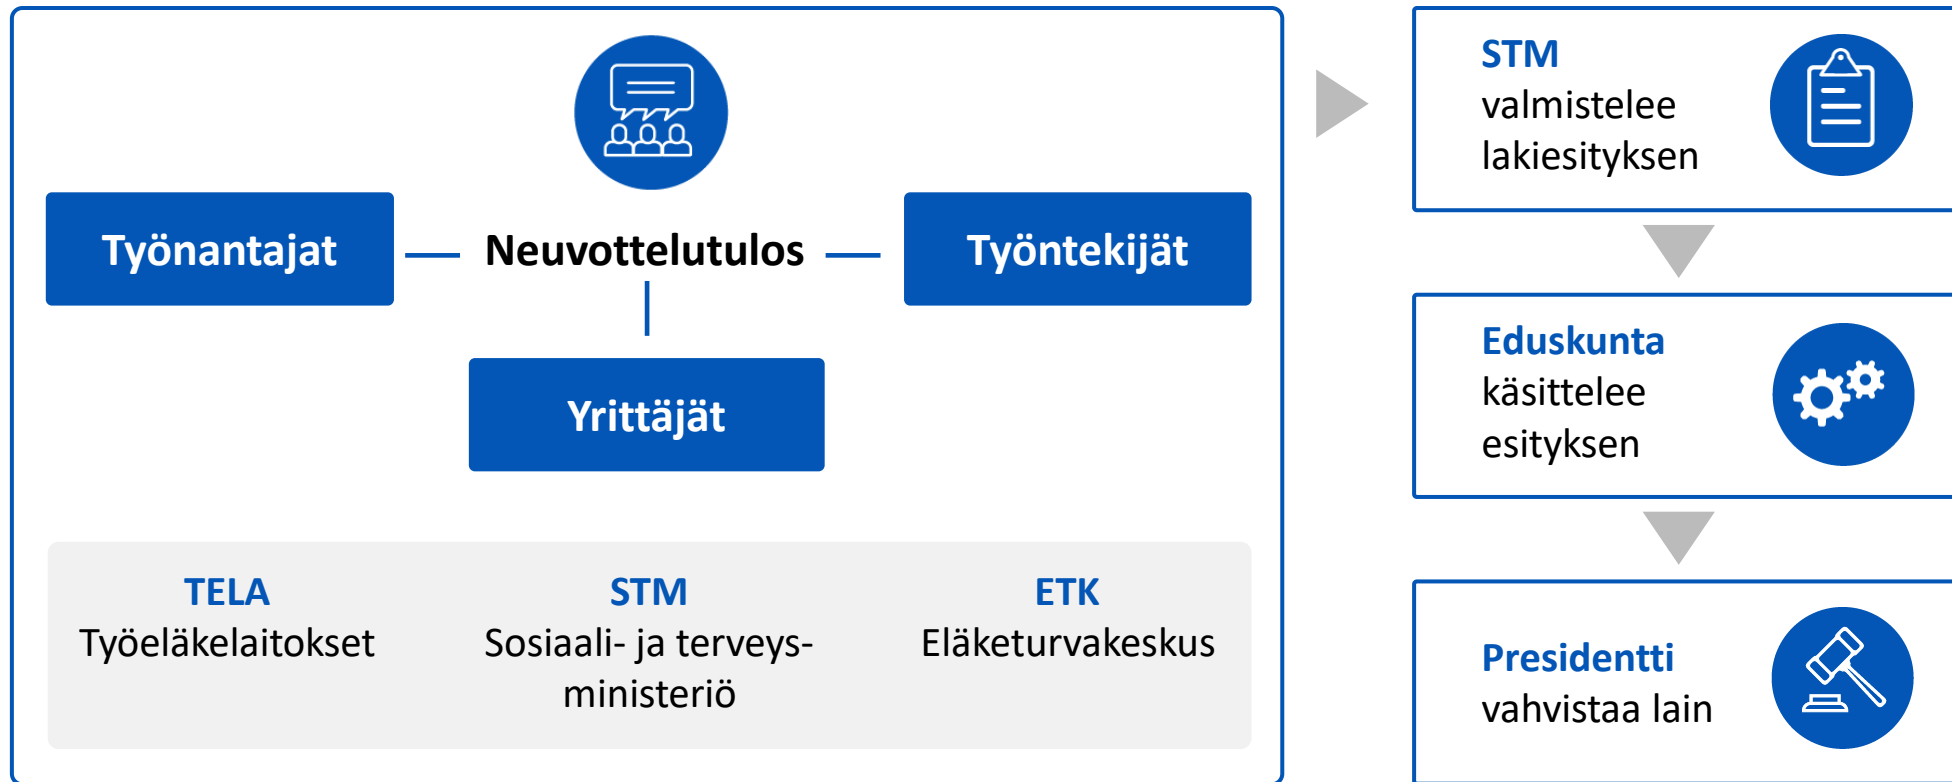 Työnantajat
Neuvottelutulos
Työntekijät
Yrittäjät
TELA
Työeläkelaitokset
STM
Sosiaali- ja terveys-
ministeriö
ETK
Eläketurvakeskus
STM
valmistelee
lakiesityksen
Eduskunta
käsittelee
esityksen
Presidentti
vahvistaa lain